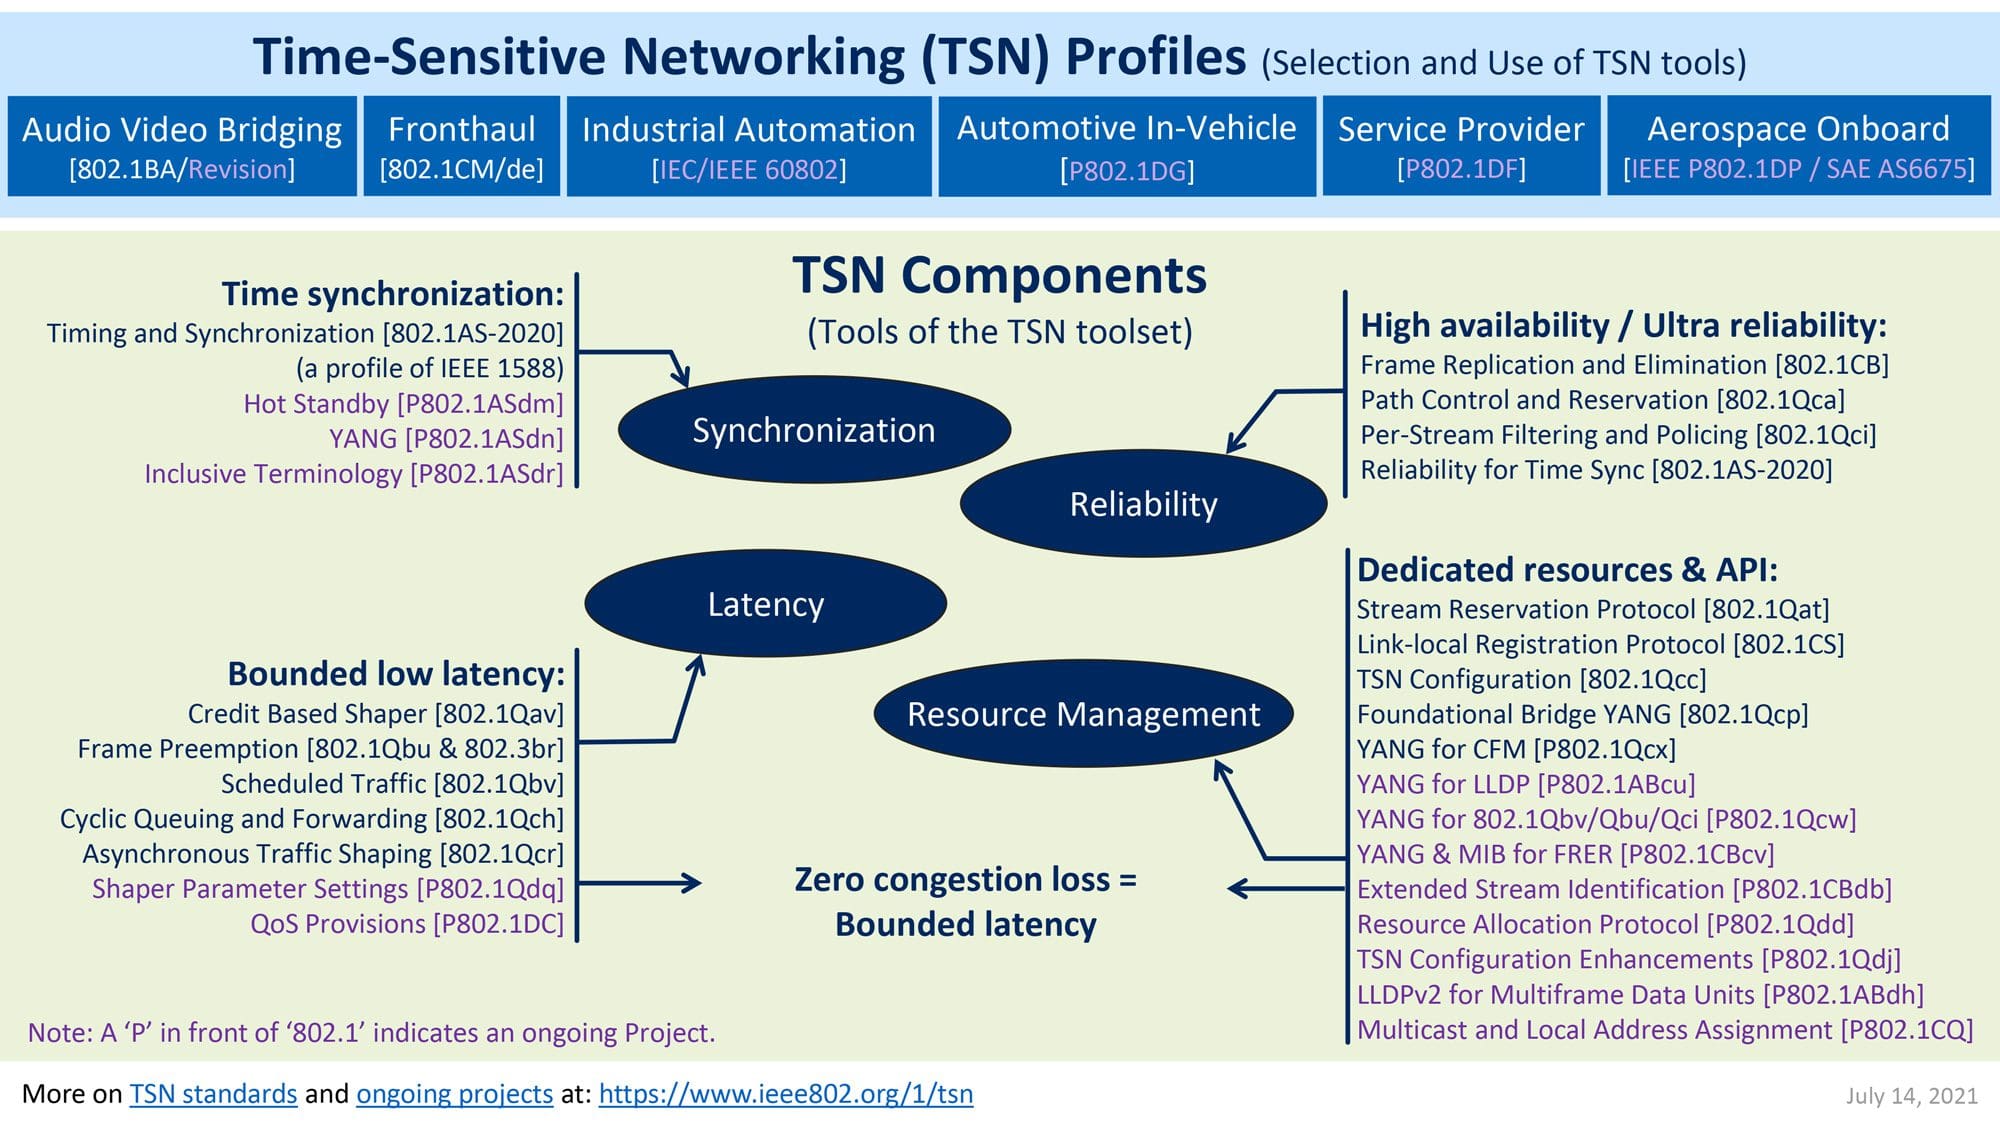 Time-Sensitive Networking (TSN) Profiles (Selection and Use of TSN tools)
Audio Video Bridging
[802.1BA/Revision]
Fronthaul
[802.1CM/de]
Industrial Automation
[IEC/IEEE 60802]
Automotive In-Vehicle
[P802.1DG]
Service Provider
[P802.1DF]
Aerospace Onboard
[IEEE P802.1DP / SAE AS6675]
TSN Components
(Tools of the TSN toolset)
Time synchronization:
Timing and Synchronization [802.1AS-2020]
(a profile of IEEE 1588)
Hot Standby [P802.1ASdm]
YANG [P802.1ASdn]
Inclusive Terminology [P802.1ASdr]
Synchronization
High availability / Ultra reliability:
Frame Replication and Elimination [802.1CB]
Path Control and Reservation [802.1Qca]
Per-Stream Filtering and Policing [802.1Qci]
Reliability for Time Sync [802.1AS-2020]
Reliability
Latency
Bounded low latency:
Credit Based Shaper [802.1Qav]
Frame Preemption [802.1Qbu & 802.3br]
Scheduled Traffic [802.1Qbv]
Cyclic Queuing and Forwarding [802.1Qch]
Asynchronous Traffic Shaping [802.1Qcr]
Shaper Parameter Settings [P802.1Qdq]
QoS Provisions [P802.1DC]
Resource Management
Dedicated resources & API:
Stream Reservation Protocol [802.1Qat]
Link-local Registration Protocol [802.1CS]
TSN Configuration [802.1Qcc]
Foundational Bridge YANG [802.1Qcp]
YANG for CFM [P802.1Qcx]
YANG for LLDP [P802.1ABcu]
YANG for 802.1Qbv/Qbu/Qci [P802.1Qcw]
YANG & MIB for FRER [P802.1CBcv]
Extended Stream Identification [P802.1CBdb]
Resource Allocation Protocol [P802.1Qdd]
TSN Configuration Enhancements [P802.1Qdj]
LLDPv2 for Multiframe Data Units [P802.1ABdh]
Multicast and Local Address Assignment [P802.1CQ]
Zero congestion loss =
Bounded latency
Note: A ‘P’ in front of ‘802.1’ indicates an ongoing Project.
More on TSN standards and ongoing projects at: https://www.ieee802.org/1/tsn
July 14, 2021